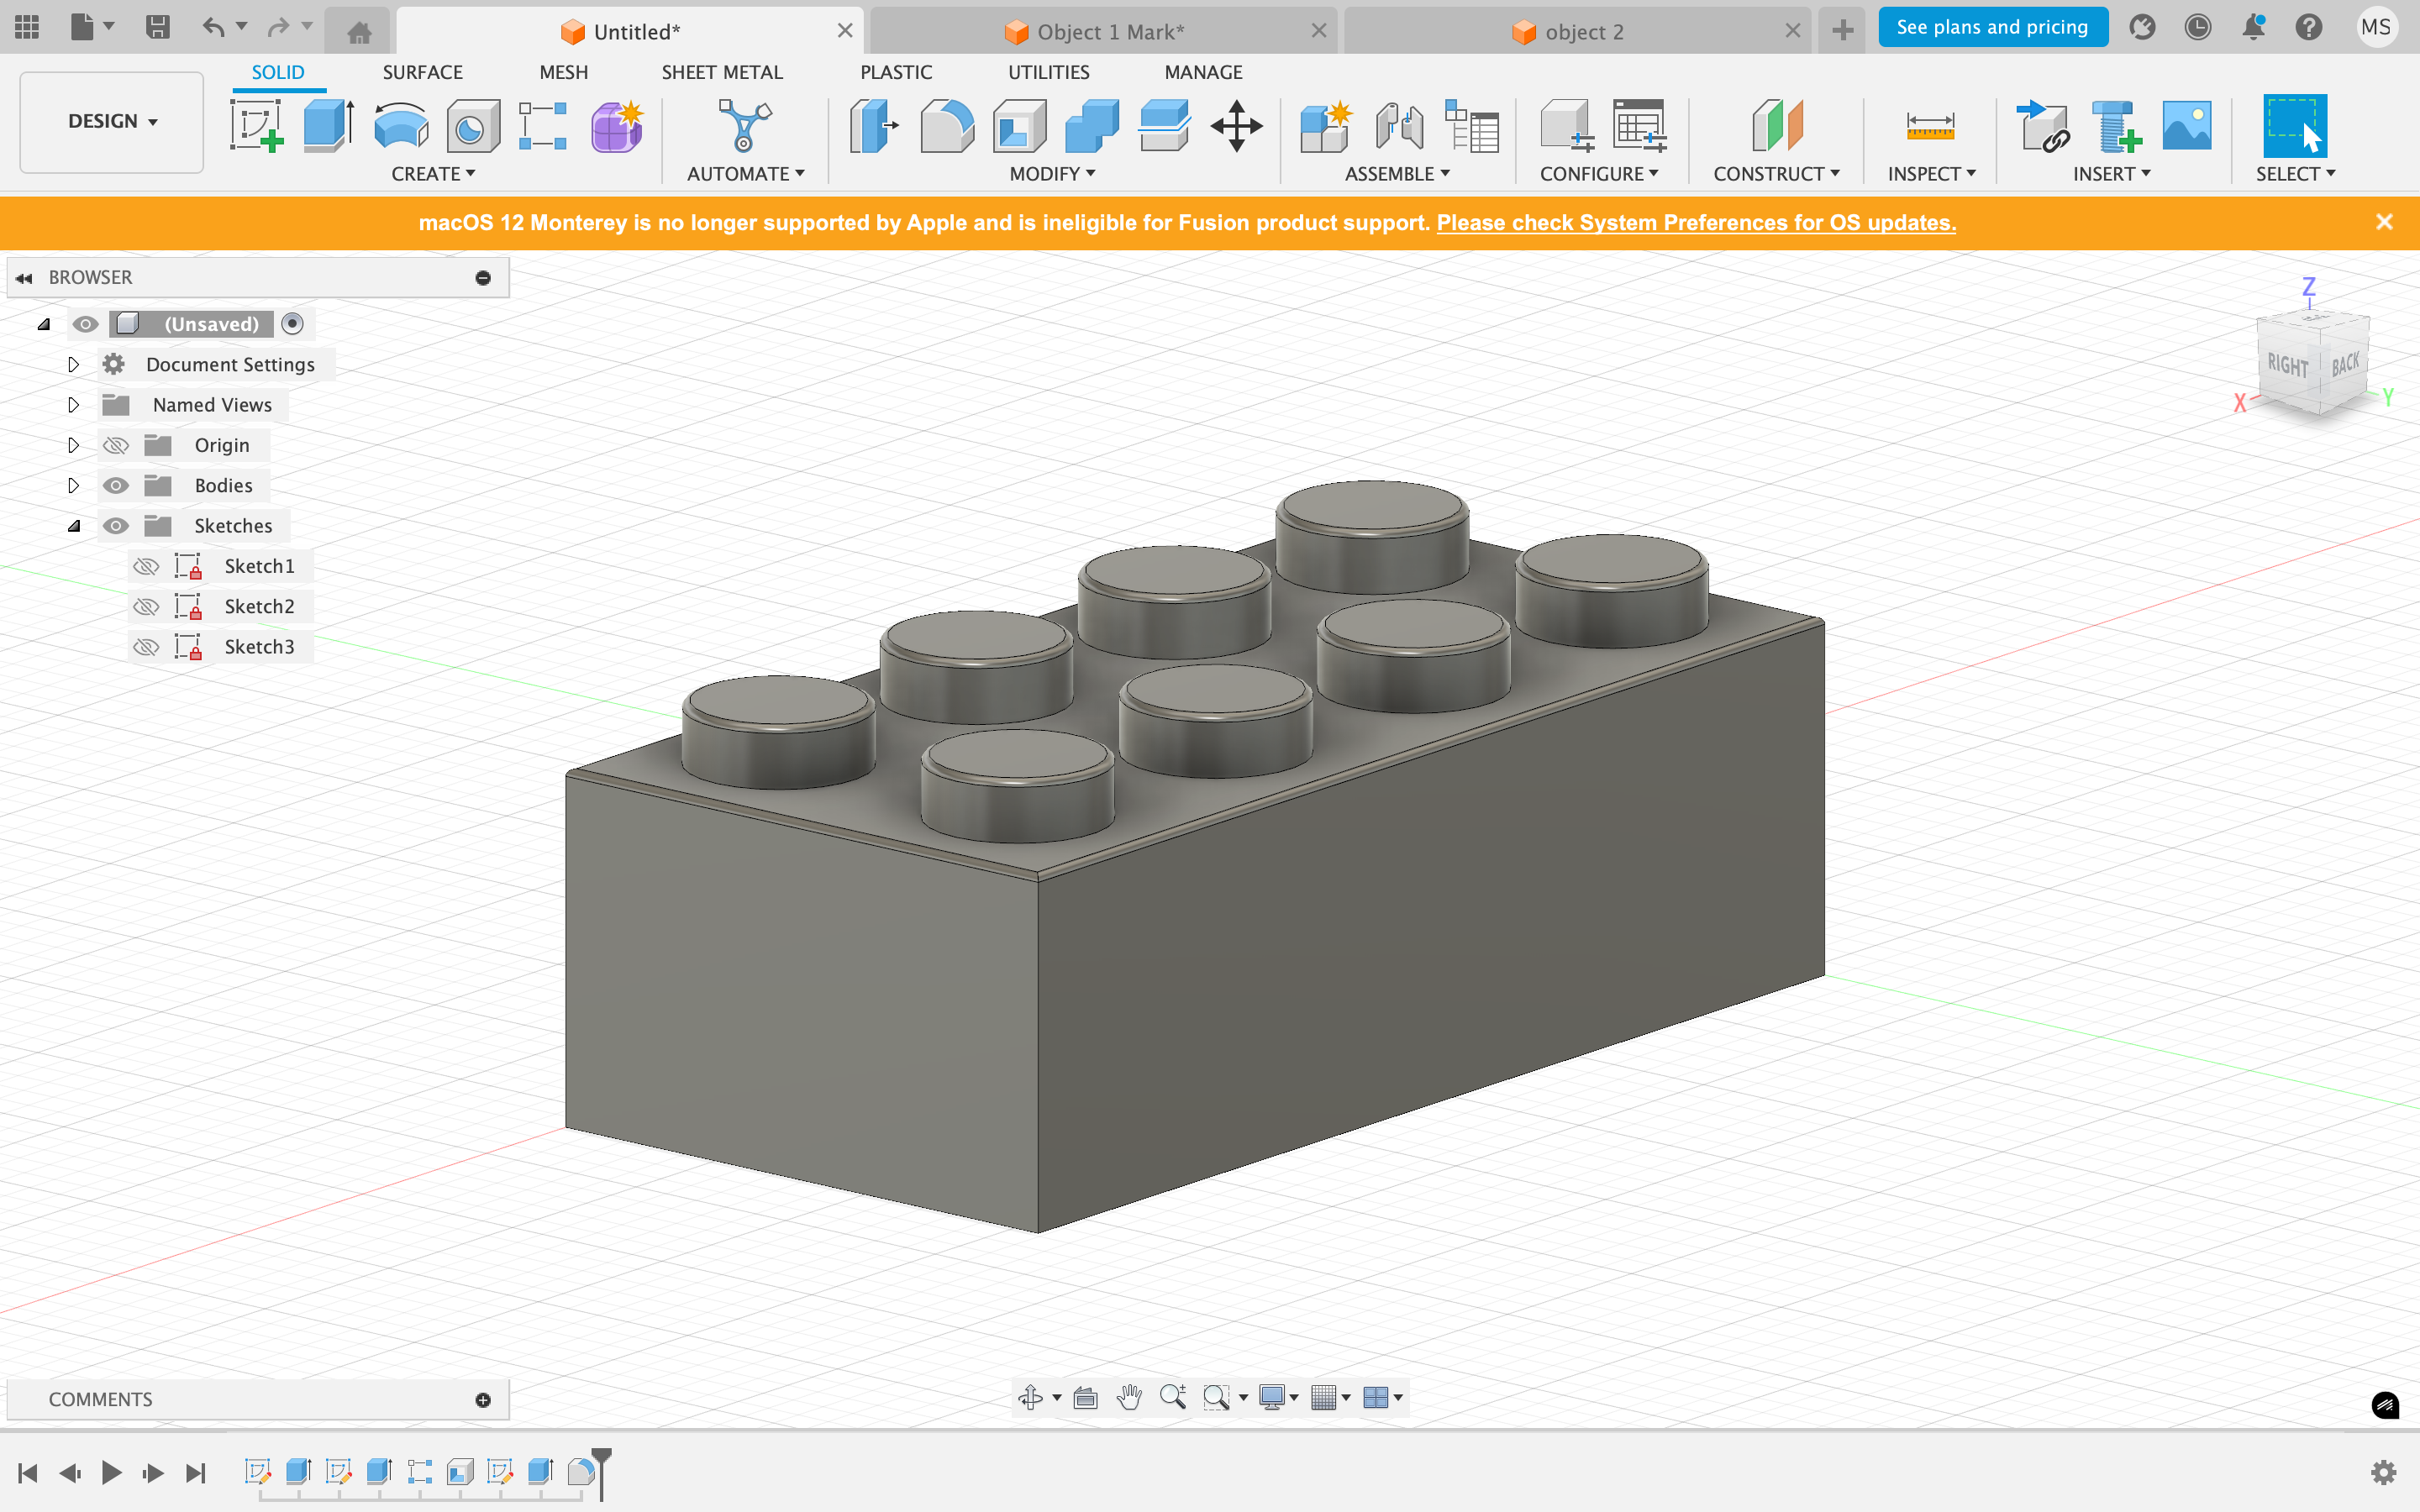 Untitled*
Object 1 Mark*
object 2
See plans and pricing
MS
SOLID
SURFACE
MESH
SHEET METAL
PLASTIC
UTILITIES
MANAGE
DESIGN
CREATE
AUTOMATE
MODIFY
ASSEMBLE
CONFIGURE
CONSTRUCT
INSPECT
INSERT
SELECT
macOS 12 Monterey is no longer supported by Apple and is ineligible for Fusion product support. Please check System Preferences for OS updates.
BROWSER
(Unsaved)
Document Settings
Named Views
Origin
Bodies
Sketches
Sketch1
Sketch2
Sketch3
Z
RIGHT
BACK
X
Y
COMMENTS